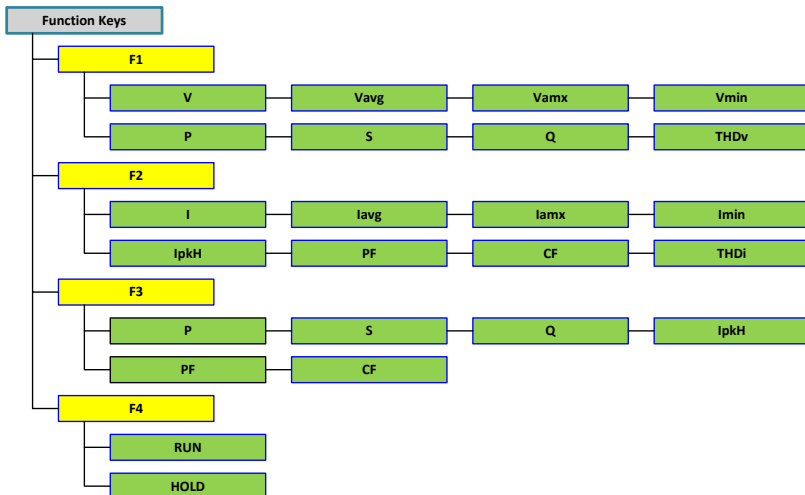 Function Keys
F1
V Vavg Vamx Vmin
P S Q THDv
F2
I Iavg Iamx Imin
IpkH PF CF THDi
F3
P S Q IpkH
PF CF
F4
RUN
HOLD